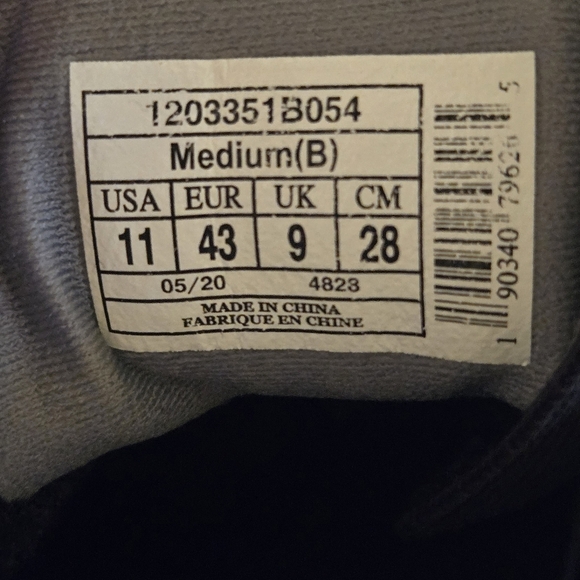 1203351B054
Medium(B)
USA EUR UK CM
11 43 9 28
05/20 4823
MADE IN CHINA
FABRIQUE EN CHINE
1 90340 79626 5